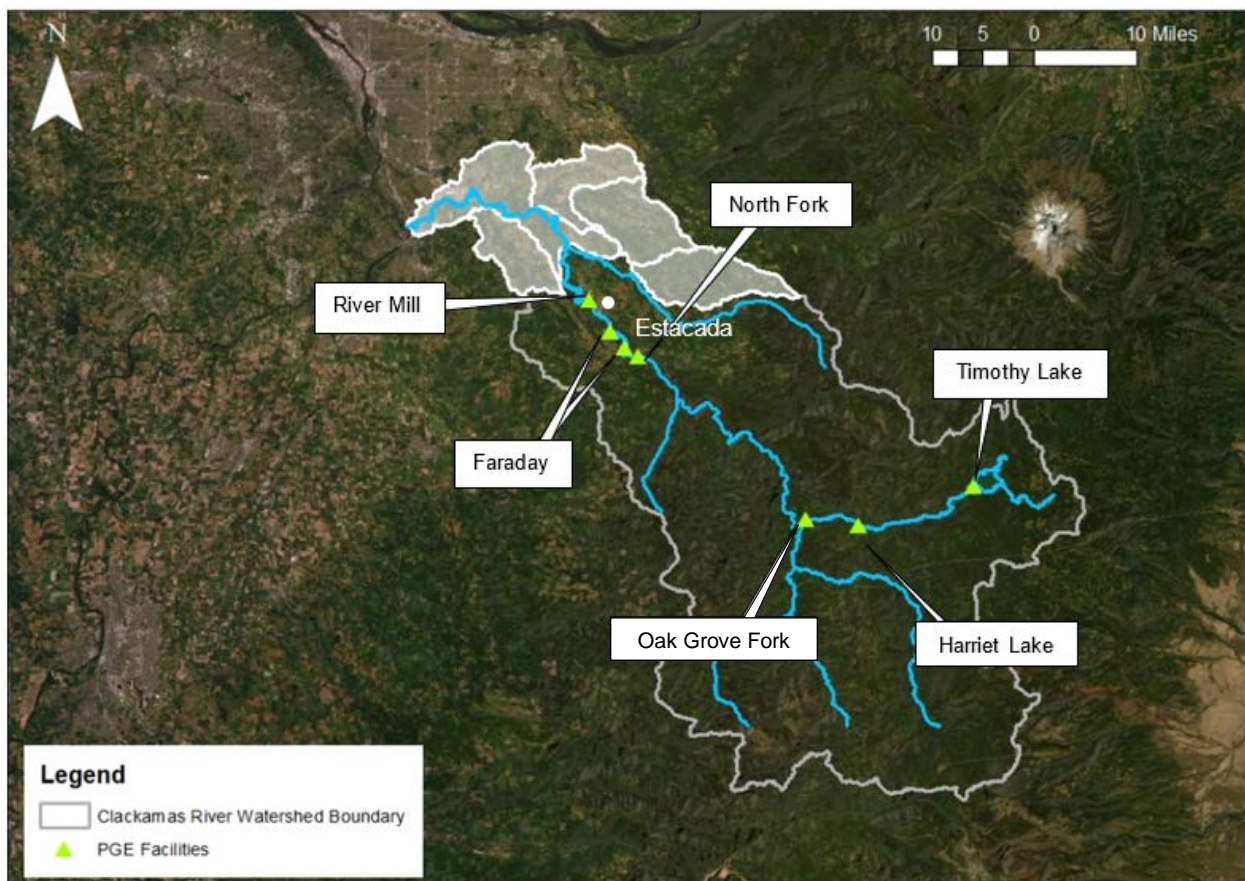 N
10 5 0 10 Miles
North Fork
River Mill
Estacada
Timothy Lake
Faraday
Oak Grove Fork
Harriet Lake
Legend
Clackamas River Watershed Boundary
PGE Facilities